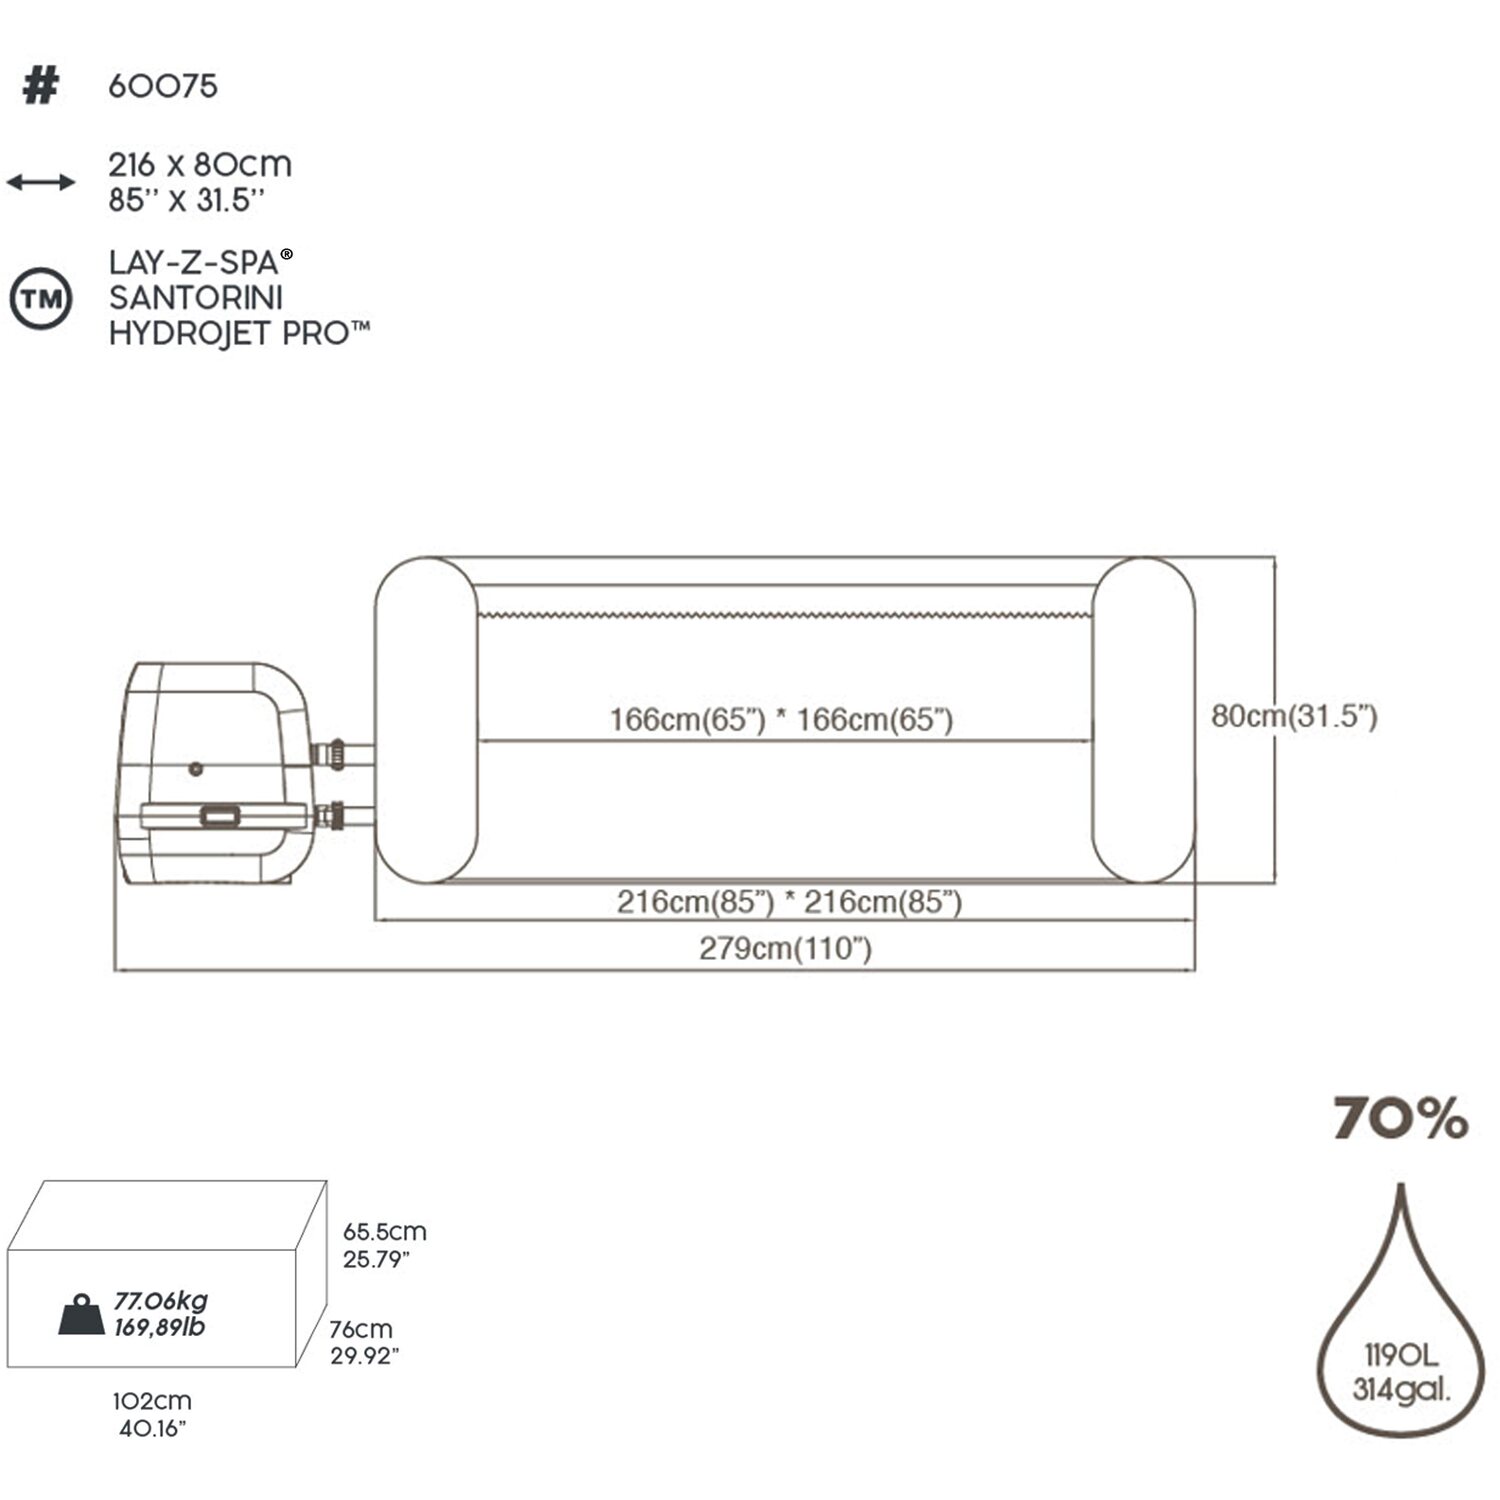 # 60075
216 x 80cm
85’’ x 31.5’’
TM
LAY-Z-SPA®
SANTORINI
HYDROJET PRO™
166cm(65”) * 166cm(65”)
80cm(31.5”)
216cm(85”) * 216cm(85”)
279cm(110”)
70%
65.5cm
25.79”
77.06kg
169,89lb
76cm
29.92”
1190L
314gal.
102cm
40.16”